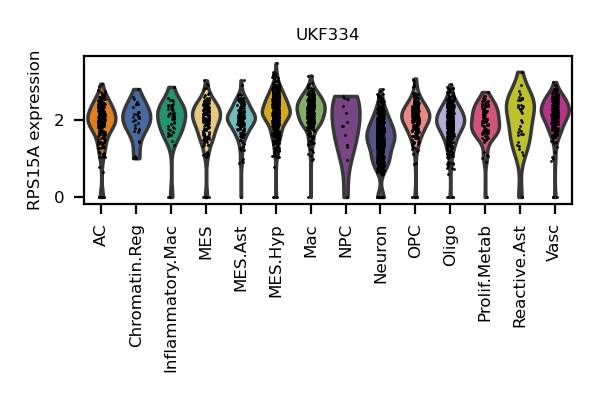 UKF334
RPS15A expression
2
0
AC
Chromatin.Reg
Inflammatory.Mac
MES
MES.Ast
MES.Hyp
Mac
NPC
Neuron
OPC
Oligo
Prolif.Metab
Reactive.Ast
Vasc